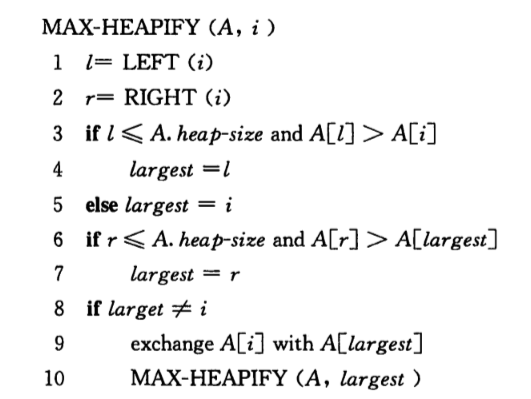 MAX-HEAPIFY (A, i )
1 l= LEFT (i)
2 r= RIGHT (i)
3 if l ⩽ A. heap-size and A[l] > A[i]
4 largest =l
5 else largest = i
6 if r ⩽ A. heap-size and A[r] > A[largest]
7 largest = r
8 if larget ≠ i
9 exchange A[i] with A[largest]
10 MAX-HEAPIFY (A, largest )